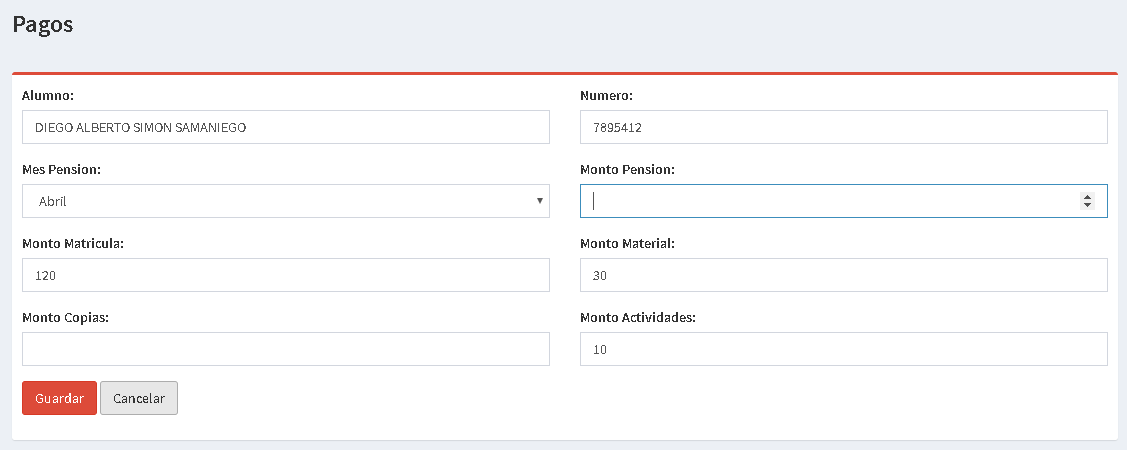 Pagos
Alumno:
Numero:
DIEGO ALBERTO SIMON SAMANIEGO
7895412
Mes Pension:
Monto Pension:
Abril
Monto Matricula:
Monto Material:
120
30
Monto Copias:
Monto Actividades:
10
Guardar
Cancelar